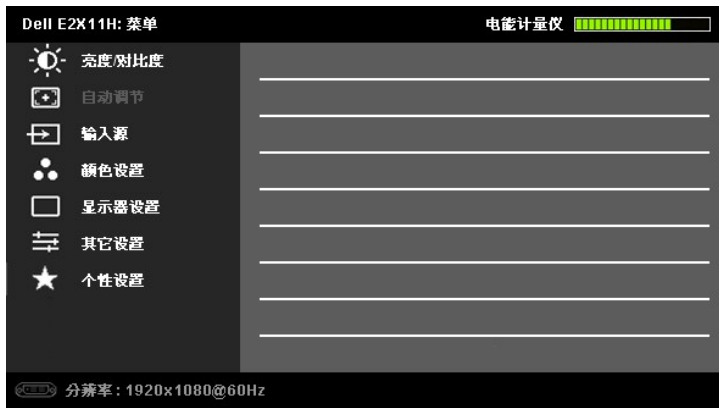 Dell E2X11H: 菜单 电能计量仪
亮度/对比度
自动调节
输入源
颜色设置
显示器设置
其它设置
个性设置
分辨率: 1920x1080@60Hz